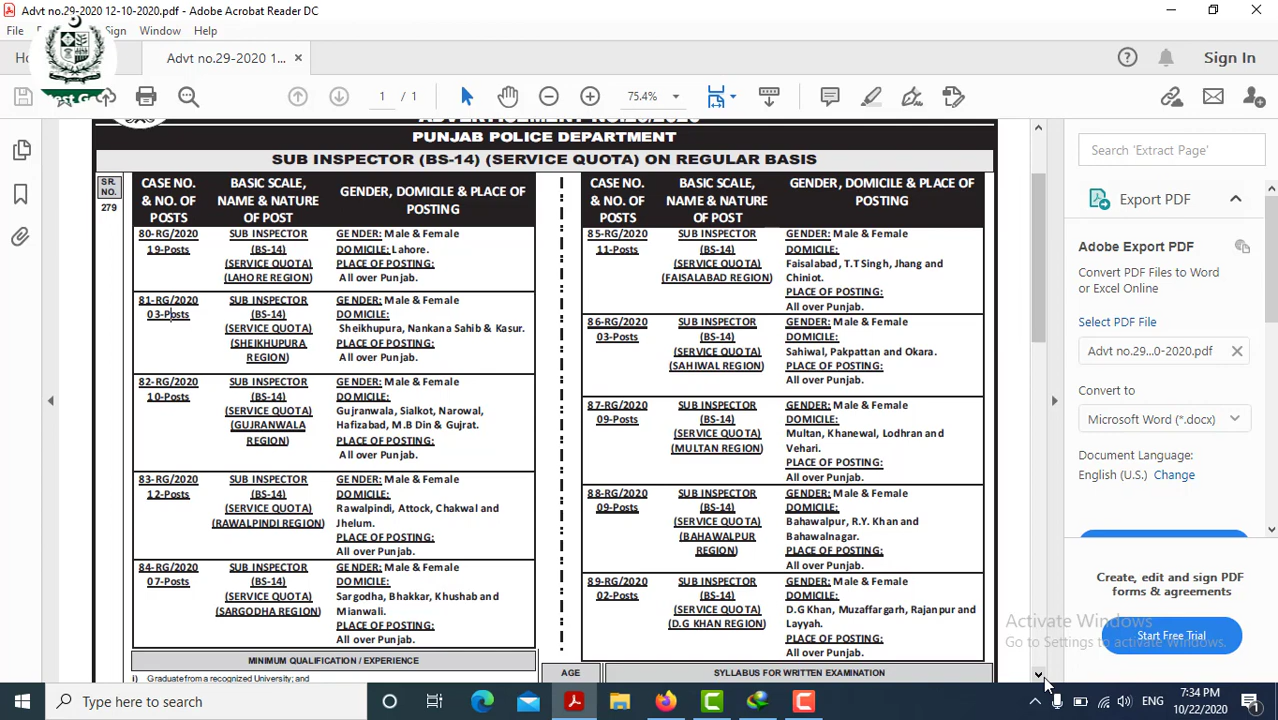 Advt no.29-2020 12-10-2020.pdf - Adobe Acrobat Reader DC
File
Sign
Window
Help
Advt no.29-2020 1...
Sign In
1 / 1
75.4%
PUNJAB POLICE DEPARTMENT
SUB INSPECTOR (BS-14) (SERVICE QUOTA) ON REGULAR BASIS
SR.
NO.
279
CASE NO.
& NO. OF
POSTS
BASIC SCALE,
NAME & NATURE
OF POST
GENDER, DOMICILE & PLACE OF
POSTING
80-RG/2020
19-Posts
SUB INSPECTOR
(BS-14)
(SERVICE QUOTA)
(LAHORE REGION)
GENDER: Male & Female
DOMICILE: Lahore.
PLACE OF POSTING:
All over Punjab.
81-RG/2020
03-Posts
SUB INSPECTOR
(BS-14)
(SERVICE QUOTA)
(SHEIKHUPURA
REGION)
GENDER: Male & Female
DOMICILE:
Sheikhupura, Nankana Sahib & Kasur.
PLACE OF POSTING:
All over Punjab.
82-RG/2020
10-Posts
SUB INSPECTOR
(BS-14)
(SERVICE QUOTA)
(GUJRANWALA
REGION)
GENDER: Male & Female
DOMICILE:
Gujranwala, Sialkot, Narowal,
Hafizabad, M.B Din & Gujrat.
PLACE OF POSTING:
All over Punjab.
83-RG/2020
12-Posts
SUB INSPECTOR
(BS-14)
(SERVICE QUOTA)
(RAWALPINDI REGION)
GENDER: Male & Female
DOMICILE:
Rawalpindi, Attock, Chakwal and
Jhelum.
PLACE OF POSTING:
All over Punjab.
84-RG/2020
07-Posts
SUB INSPECTOR
(BS-14)
(SERVICE QUOTA)
(SARGODHA REGION)
GENDER: Male & Female
DOMICILE:
Sargodha, Bhakkar, Khushab and
Mianwali.
PLACE OF POSTING:
All over Punjab.
MINIMUM QUALIFICATION / EXPERIENCE
i) Graduate from a recognized University; and
CASE NO.
& NO. OF
POSTS
BASIC SCALE,
NAME & NATURE
OF POST
GENDER, DOMICILE & PLACE OF
POSTING
85-RG/2020
11-Posts
SUB INSPECTOR
(BS-14)
(SERVICE QUOTA)
(FAISALABAD REGION)
GENDER: Male & Female
DOMICILE:
Faisalabad, T.T Singh, Jhang and
Chiniot.
PLACE OF POSTING:
All over Punjab.
86-RG/2020
03-Posts
SUB INSPECTOR
(BS-14)
(SERVICE QUOTA)
(SAHIWAL REGION)
GENDER: Male & Female
DOMICILE:
Sahiwal, Pakpattan and Okara.
PLACE OF POSTING:
All over Punjab.
87-RG/2020
09-Posts
SUB INSPECTOR
(BS-14)
(SERVICE QUOTA)
(MULTAN REGION)
GENDER: Male & Female
DOMICILE:
Multan, Khanewal, Lodhran and
Vehari.
PLACE OF POSTING:
All over Punjab.
88-RG/2020
09-Posts
SUB INSPECTOR
(BS-14)
(SERVICE QUOTA)
(BAHAWALPUR
REGION)
GENDER: Male & Female
DOMICILE:
Bahawalpur, R.Y. Khan and
Bahawalnagar.
PLACE OF POSTING:
All over Punjab.
89-RG/2020
02-Posts
SUB INSPECTOR
(BS-14)
(SERVICE QUOTA)
(D.G KHAN REGION)
GENDER: Male & Female
DOMICILE:
D.G Khan, Muzaffargarh, Rajanpur and
Layyah.
PLACE OF POSTING:
All over Punjab.
AGE
SYLLABUS FOR WRITTEN EXAMINATION
Search 'Extract Page'
Export PDF
Adobe Export PDF
Convert PDF Files to Word
or Excel Online
Select PDF File
Advt no.29...0-2020.pdf
Convert to
Microsoft Word (*.docx)
Document Language:
English (U.S.) Change
Create, edit and sign PDF
forms & agreements
Start Free Trial
Activate Windows
Go to Settings to activate Windows.
Type here to search
ENG
7:34 PM
10/22/2020
1